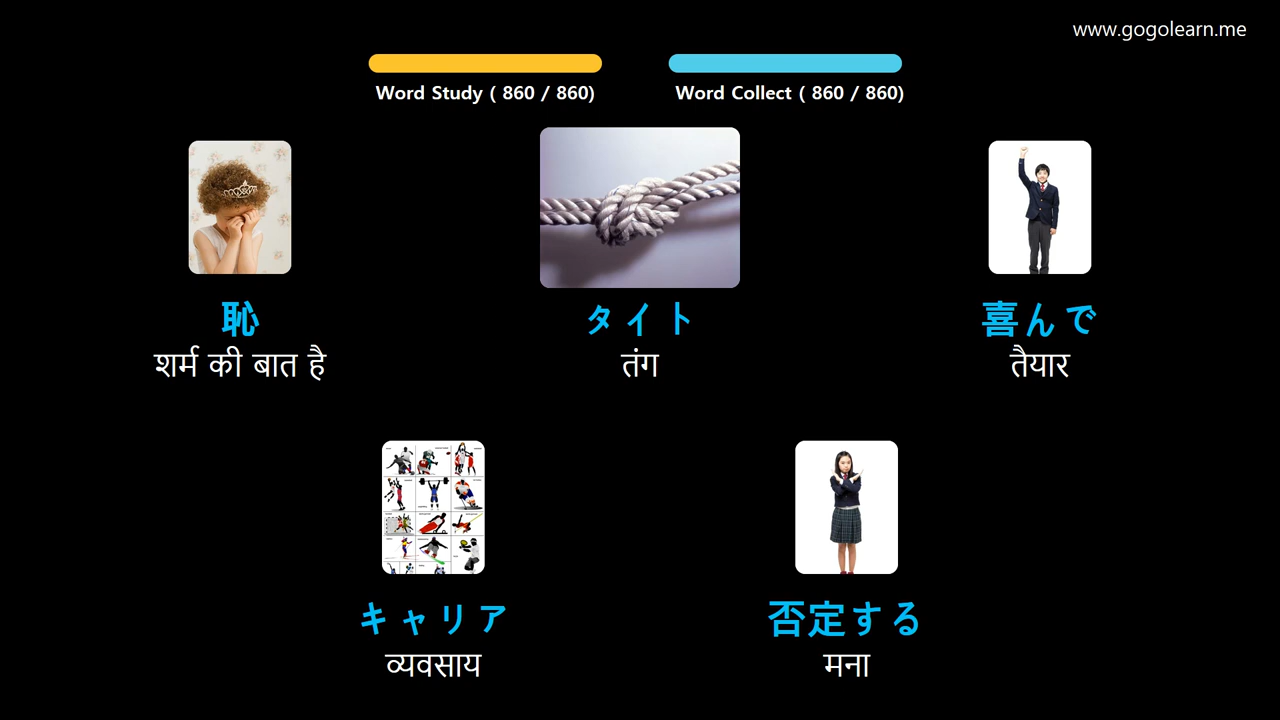 www.gogolearn.me
Word Study ( 860 / 860)
Word Collect ( 860 / 860)
恥
शर्म की बात है
タイト
तंग
喜んで
तैयार
キャリア
व्यवसाय
否定する
मना